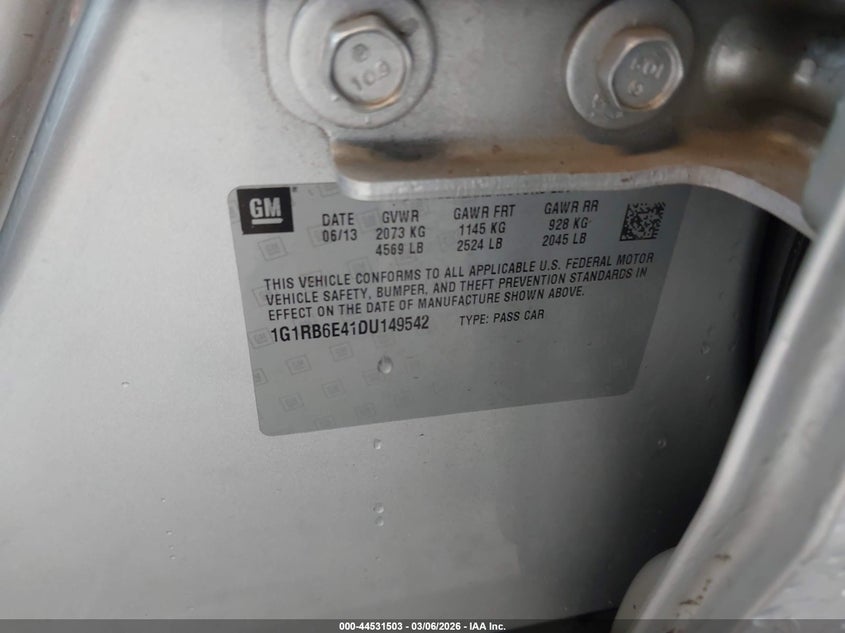 10.9
GM
DATE GVWR GAWR FRT GAWR RR
06/13 2073 KG 1145 KG 928 KG
4569 LB 2524 LB 2045 LB
THIS VEHICLE CONFORMS TO ALL APPLICABLE U.S. FEDERAL MOTOR
VEHICLE SAFETY, BUMPER, AND THEFT PREVENTION STANDARDS IN
EFFECT ON THE DATE OF MANUFACTURE SHOWN ABOVE.
1G1RB6E41DU149542 TYPE: PASS CAR
000-44531503 - 03/06/2026 - IAA Inc.